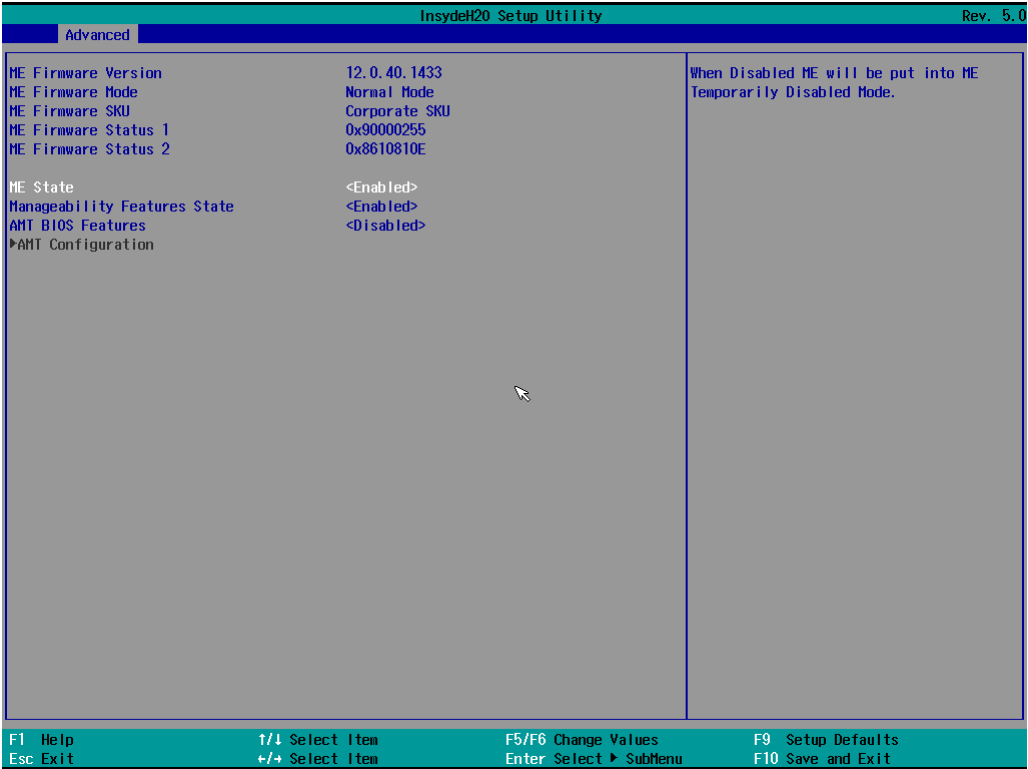 InsydeH2O Setup Utility Rev. 5.0
Advanced
ME Firmware Version 12.0.40.1433
ME Firmware Mode Normal Mode
ME Firmware SKU Corporate SKU
ME Firmware Status 1 0x90000255
ME Firmware Status 2 0x8610810E
ME State <Enabled>
Manageability Features State <Enabled>
AMT BIOS Features <Disabled>
▶AMT Configuration
When Disabled ME will be put into ME
Temporarily Disabled Mode.
F1 Help ↑/↓ Select Item F5/F6 Change Values F9 Setup Defaults
Esc Exit ←/→ Select Item Enter Select ▶ SubMenu F10 Save and Exit